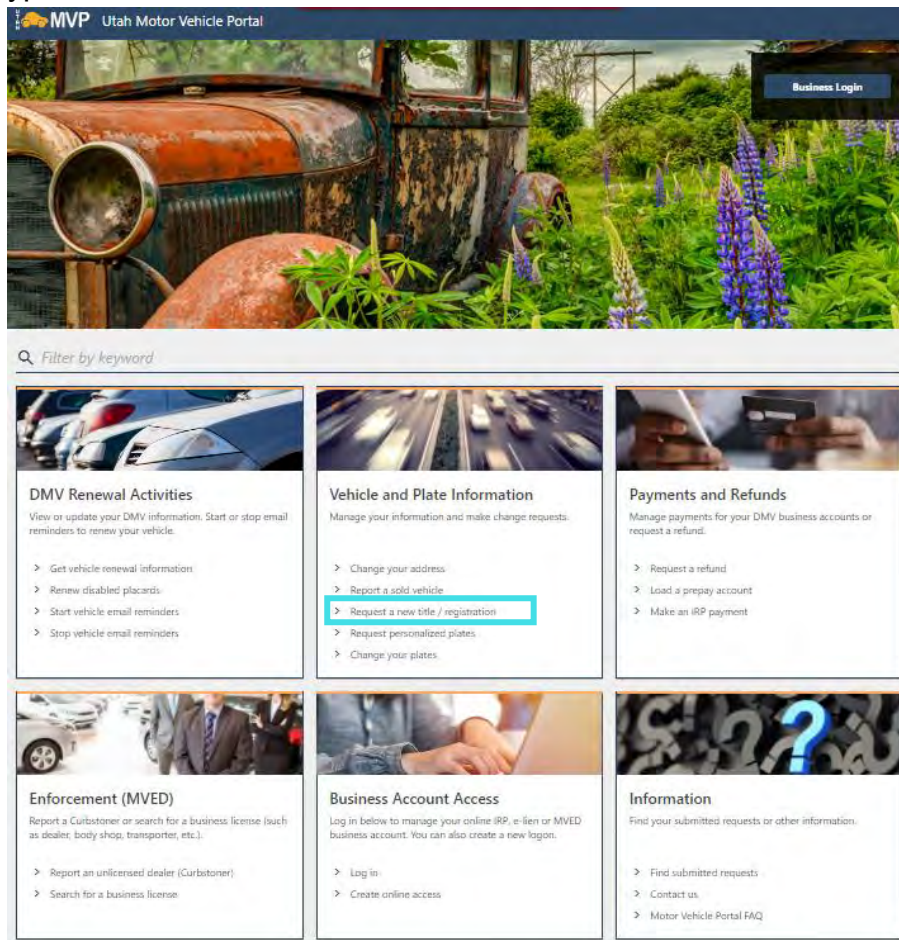 UTAH MVP Utah Motor Vehicle Portal
Business Login
Filter by keyword
DMV Renewal Activities
View or update your DMV information. Start or stop email
reminders to renew your vehicle.
> Get vehicle renewal information
> Renew disabled placards
> Start vehicle email reminders
> Stop vehicle email reminders
Vehicle and Plate Information
Manage your information and make change requests.
> Change your address
> Report a sold vehicle
> Request a new title / registration
> Request personalized plates
> Change your plates
Payments and Refunds
Manage payments for your DMV business accounts or
request a refund.
> Request a refund
> Load a prepay account
> Make an IRP payment
Enforcement (MVED)
Report a Curbstoner or search for a business license (such
as dealer, body shop, transporter, etc.).
> Report an unlicensed dealer (Curbstoner)
> Search for a business license
Business Account Access
Log in below to manage your online IRP, e-lien or MVED
business account. You can also create a new logon.
> Log in
> Create online access
Information
Find your submitted requests or other information.
> Find submitted requests
> Contact us
> Motor Vehicle Portal FAQ